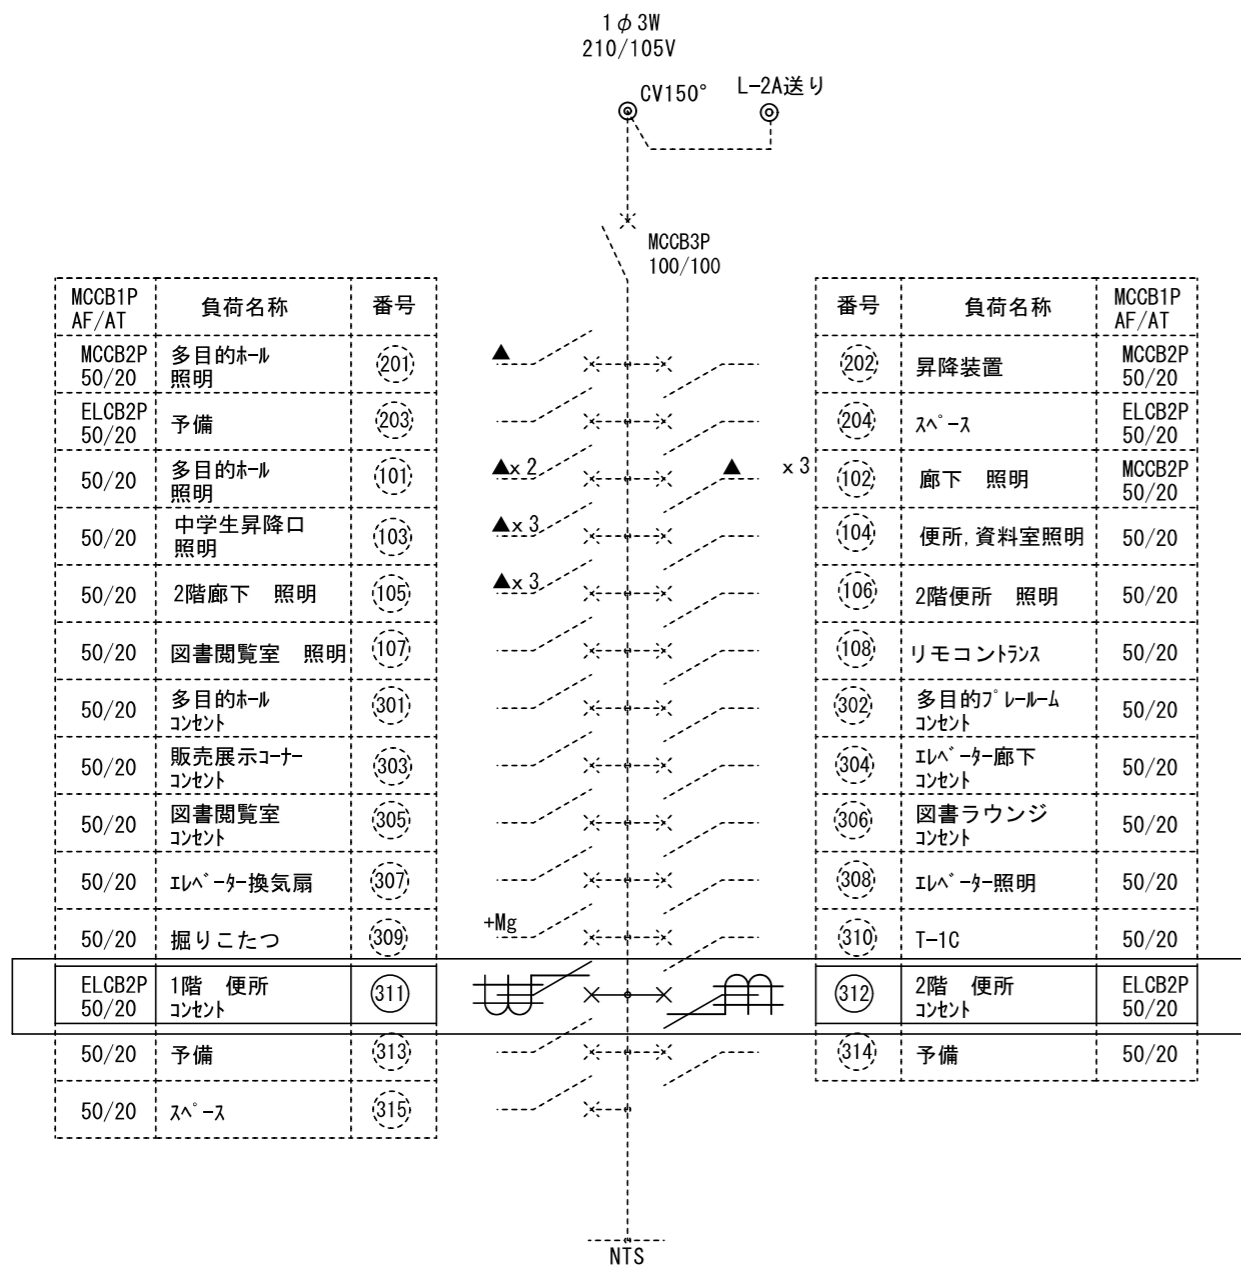 1φ3W
210/105V
CV150°
L-2A送り
MCCB3P
100/100
MCCB1P
AF/AT
負荷名称
番号
MCCB2P
50/20
多目的ﾎｰﾙ
照明
201
ELCB2P
50/20
予備
203
50/20
多目的ﾎｰﾙ
照明
101
50/20
中学生昇降口
照明
103
50/20
2階廊下　照明
105
50/20
図書閲覧室　照明
107
50/20
多目的ﾎｰﾙ
ｺﾝｾﾝﾄ
301
50/20
販売展示ｺｰﾅｰ
ｺﾝｾﾝﾄ
303
50/20
図書閲覧室
ｺﾝｾﾝﾄ
305
50/20
ｴﾚﾍﾞｰﾀｰ換気扇
307
50/20
掘りこたつ
309
ELCB2P
50/20
1階　便所
ｺﾝｾﾝﾄ
311
50/20
予備
313
50/20
ｽﾍﾟｰｽ
315
▲
▲x 2
▲x 3
▲x 3
▲ x 3
+Mg
番号
負荷名称
MCCB1P
AF/AT
202
昇降装置
MCCB2P
50/20
204
ｽﾍﾟｰｽ
ELCB2P
50/20
102
廊下　照明
MCCB2P
50/20
104
便所,資料室照明
50/20
106
2階便所　照明
50/20
108
リモコンﾄﾗﾝｽ
50/20
302
多目的ﾌﾟﾚｰﾙｰﾑ
ｺﾝｾﾝﾄ
50/20
304
ｴﾚﾍﾞｰﾀｰ廊下
ｺﾝｾﾝﾄ
50/20
306
図書ラウンジ
ｺﾝｾﾝﾄ
50/20
308
ｴﾚﾍﾞｰﾀｰ照明
50/20
310
T-1C
50/20
312
2階　便所
ｺﾝｾﾝﾄ
ELCB2P
50/20
314
予備
50/20
NTS